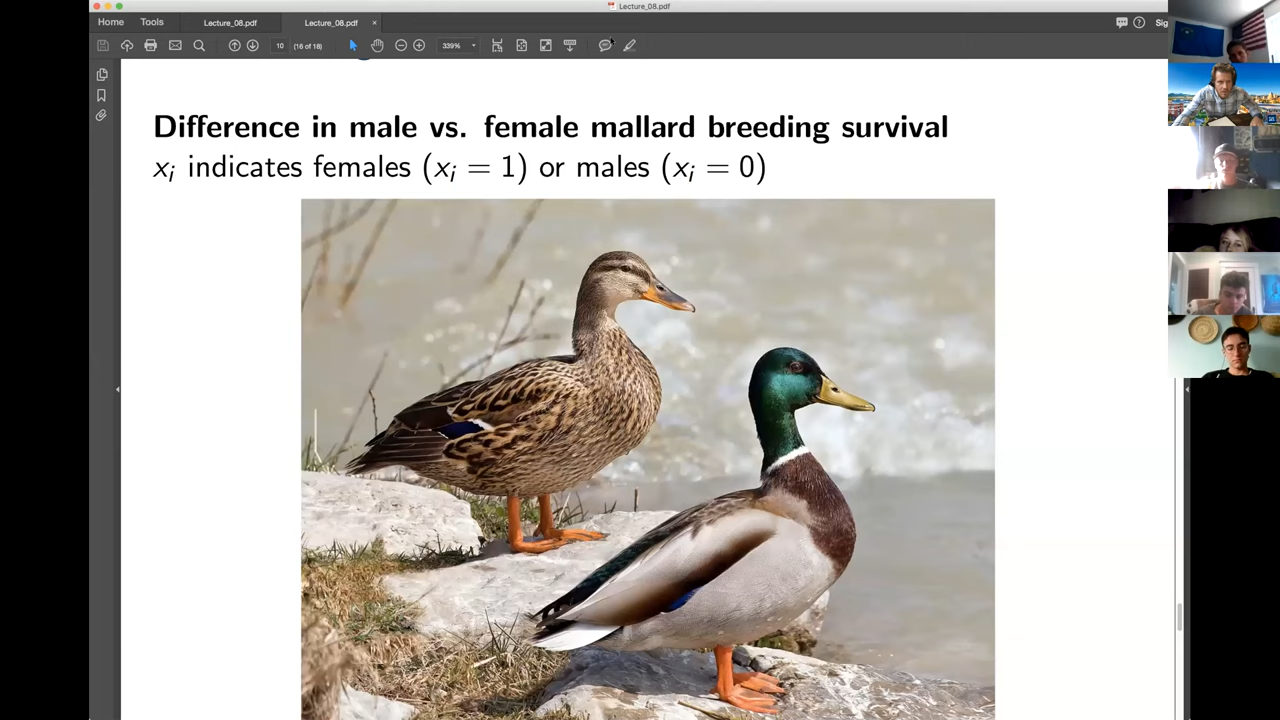 Lecture_08.pdf
Home Tools Lecture_08.pdf Lecture_08.pdf ×
10 (16 of 18) 339%
Difference in male vs. female mallard breeding survival
xᵢ indicates females (xᵢ = 1) or males (xᵢ = 0)